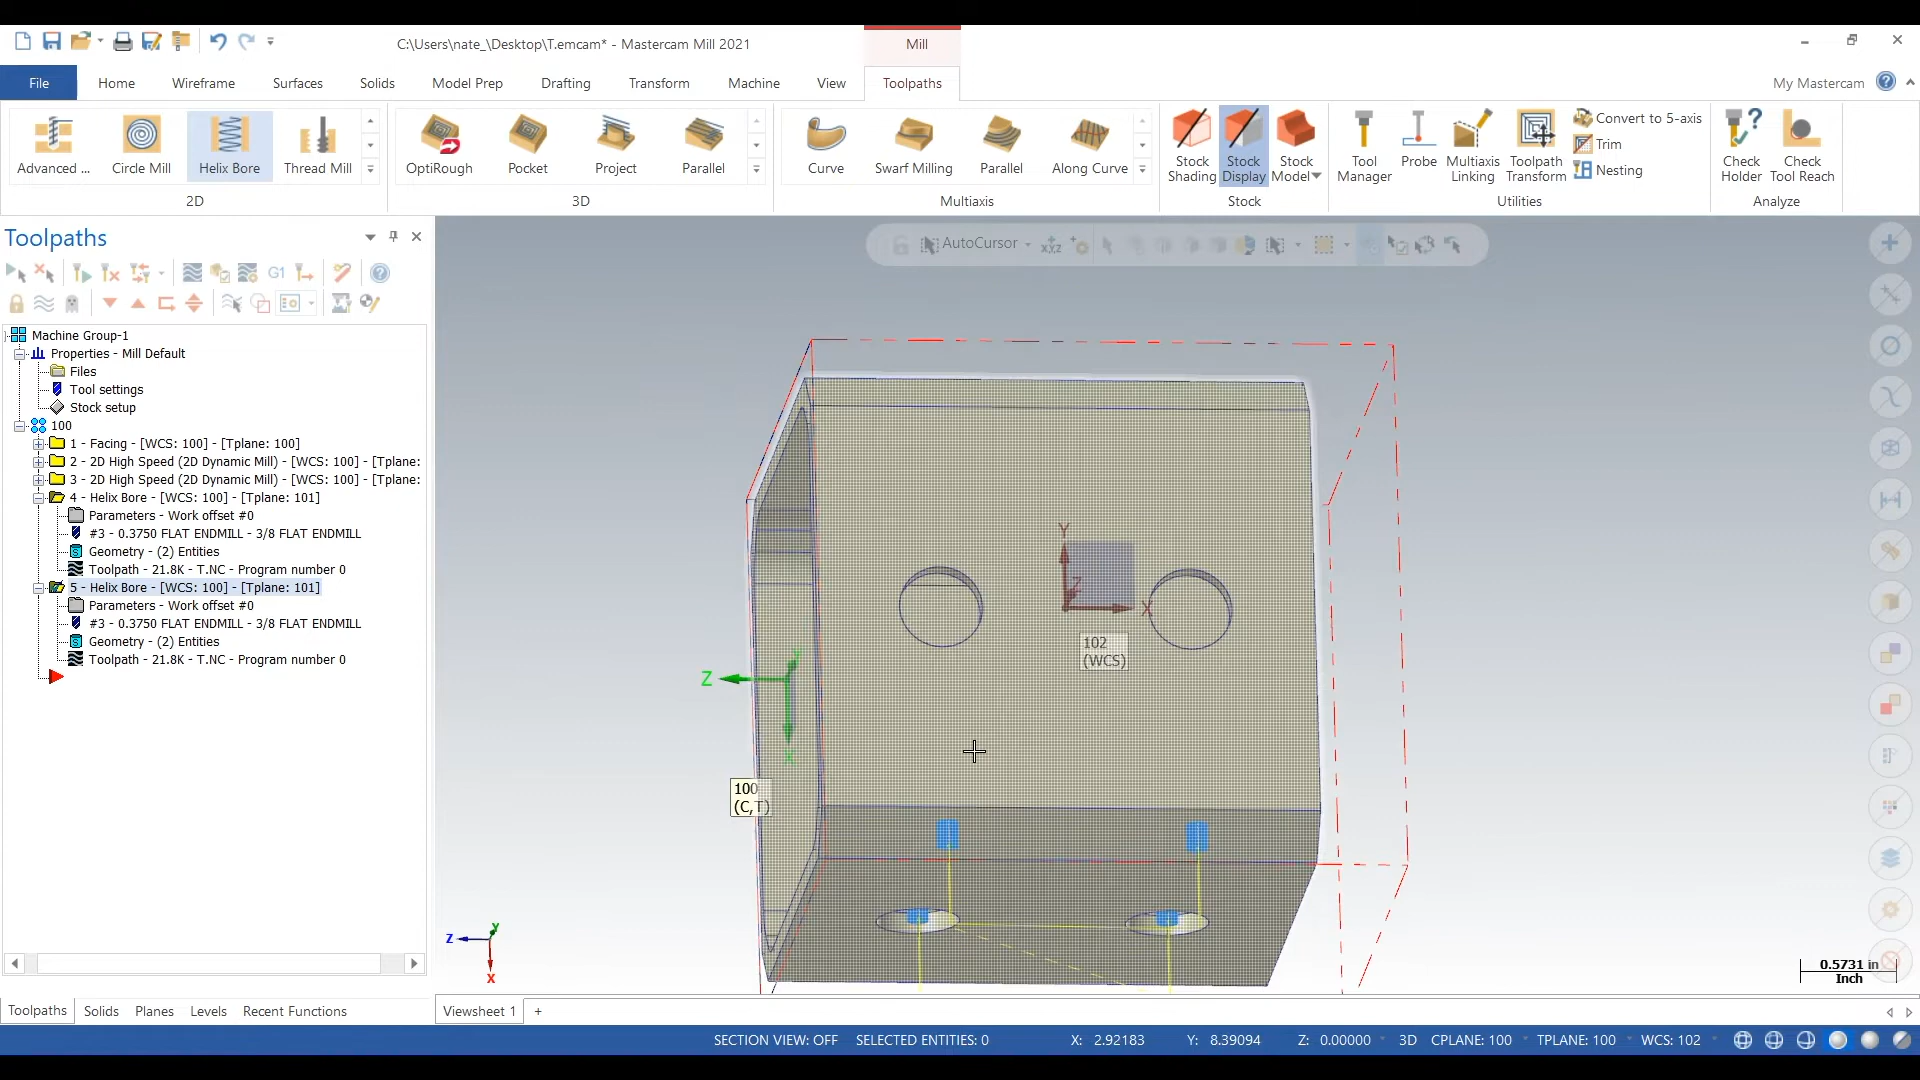 C:\Users\nate_\Desktop\T.emcam* - Mastercam Mill 2021
Mill
File
Home
Wireframe
Surfaces
Solids
Model Prep
Drafting
Transform
Machine
View
Toolpaths
My Mastercam
Advanced ...
Circle Mill
Helix Bore
Thread Mill
OptiRough
Pocket
Project
Parallel
Curve
Swarf Milling
Parallel
Along Curve
Stock Shading
Stock Display
Stock Model
Tool Manager
Probe
Multiaxis Linking
Toolpath Transform
Convert to 5-axis
Trim
Nesting
Check Holder
Check Tool Reach
2D
3D
Multiaxis
Stock
Utilities
Analyze
Toolpaths
AutoCursor
G1
Machine Group-1
Properties - Mill Default
Files
Tool settings
Stock setup
100
1 - Facing - [WCS: 100] - [Tplane: 100]
2 - 2D High Speed (2D Dynamic Mill) - [WCS: 100] - [Tplane:
3 - 2D High Speed (2D Dynamic Mill) - [WCS: 100] - [Tplane:
4 - Helix Bore - [WCS: 100] - [Tplane: 101]
Parameters - Work offset #0
#3 - 0.3750 FLAT ENDMILL - 3/8 FLAT ENDMILL
Geometry - (2) Entities
Toolpath - 21.8K - T.NC - Program number 0
5 - Helix Bore - [WCS: 100] - [Tplane: 101]
Parameters - Work offset #0
#3 - 0.3750 FLAT ENDMILL - 3/8 FLAT ENDMILL
Geometry - (2) Entities
Toolpath - 21.8K - T.NC - Program number 0
Y
Z
X
102
(WCS)
Y
Z
X
100
(C,T)
Y
Z
X
0.5731 in
Inch
Toolpaths
Solids
Planes
Levels
Recent Functions
Viewsheet 1
+
SECTION VIEW: OFF
SELECTED ENTITIES: 0
X: 2.92183
Y: 8.39094
Z: 0.00000
3D
CPLANE: 100
TPLANE: 100
WCS: 102